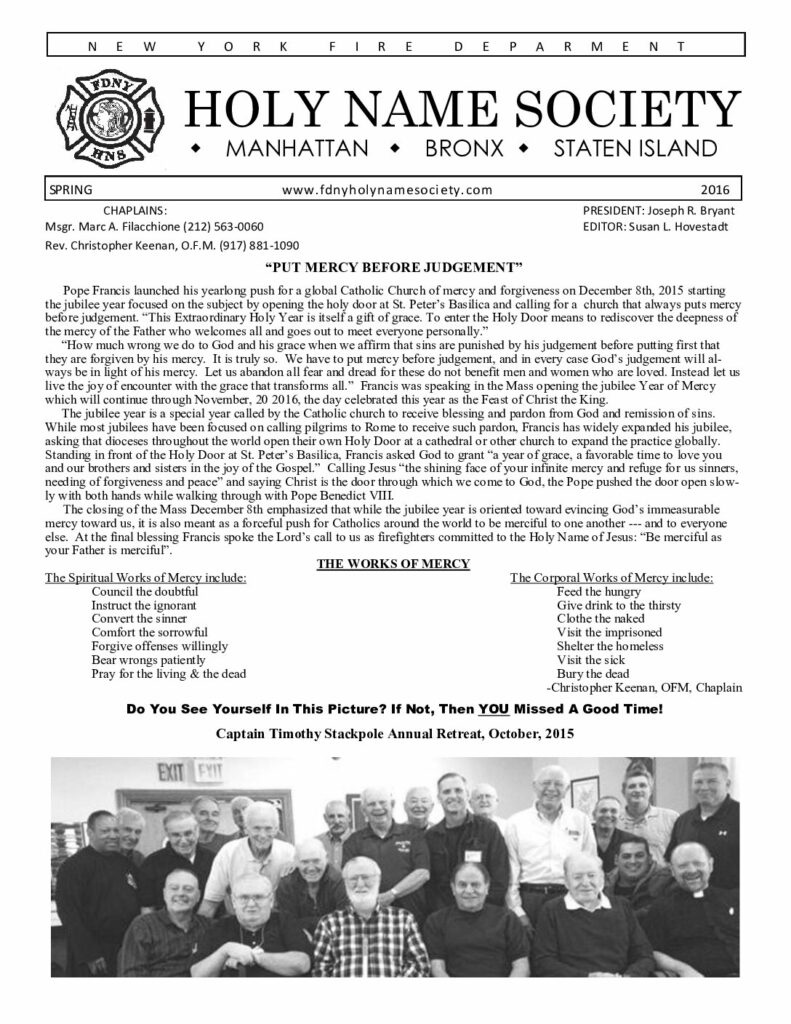 NEW YORK FIRE DEPARMENT
FDNY
HNS
HOLY NAME SOCIETY
◆ MANHATTAN ◆ BRONX ◆ STATEN ISLAND
SPRING www.fdnyholynamesociety.com 2016
CHAPLAINS: PRESIDENT: Joseph R. Bryant
Msgr. Marc A. Filacchione (212) 563-0060 EDITOR: Susan L. Hovestadt
Rev. Christopher Keenan, O.F.M. (917) 881-1090
“PUT MERCY BEFORE JUDGEMENT”
Pope Francis launched his yearlong push for a global Catholic Church of mercy and forgiveness on December 8th, 2015 starting
the jubilee year focused on the subject by opening the holy door at St. Peter’s Basilica and calling for a church that always puts mercy
before judgement. “This Extraordinary Holy Year is itself a gift of grace. To enter the Holy Door means to rediscover the deepness of
the mercy of the Father who welcomes all and goes out to meet everyone personally.”
“How much wrong we do to God and his grace when we affirm that sins are punished by his judgement before putting first that
they are forgiven by his mercy. It is truly so. We have to put mercy before judgement, and in every case God’s judgement will al-
ways be in light of his mercy. Let us abandon all fear and dread for these do not benefit men and women who are loved. Instead let us
live the joy of encounter with the grace that transforms all.” Francis was speaking in the Mass opening the jubilee Year of Mercy
which will continue through November, 20 2016, the day celebrated this year as the Feast of Christ the King.
The jubilee year is a special year called by the Catholic church to receive blessing and pardon from God and remission of sins.
While most jubilees have been focused on calling pilgrims to Rome to receive such pardon, Francis has widely expanded his jubilee,
asking that dioceses throughout the world open their own Holy Door at a cathedral or other church to expand the practice globally.
Standing in front of the Holy Door at St. Peter’s Basilica, Francis asked God to grant “a year of grace, a favorable time to love you
and our brothers and sisters in the joy of the Gospel.” Calling Jesus “the shining face of your infinite mercy and refuge for us sinners,
needing of forgiveness and peace” and saying Christ is the door through which we come to God, the Pope pushed the door open slow-
ly with both hands while walking through with Pope Benedict VIII.
The closing of the Mass December 8th emphasized that while the jubilee year is oriented toward evincing God’s immeasurable
mercy toward us, it is also meant as a forceful push for Catholics around the world to be merciful to one another --- and to everyone
else. At the final blessing Francis spoke the Lord’s call to us as firefighters committed to the Holy Name of Jesus: “Be merciful as
your Father is merciful”.
THE WORKS OF MERCY
The Spiritual Works of Mercy include: The Corporal Works of Mercy include:
Council the doubtful Feed the hungry
Instruct the ignorant Give drink to the thirsty
Convert the sinner Clothe the naked
Comfort the sorrowful Visit the imprisoned
Forgive offenses willingly Shelter the homeless
Bear wrongs patiently Visit the sick
Pray for the living & the dead Bury the dead
-Christopher Keenan, OFM, Chaplain
Do You See Yourself In This Picture? If Not, Then YOU Missed A Good Time!
Captain Timothy Stackpole Annual Retreat, October, 2015
EXIT EXIT